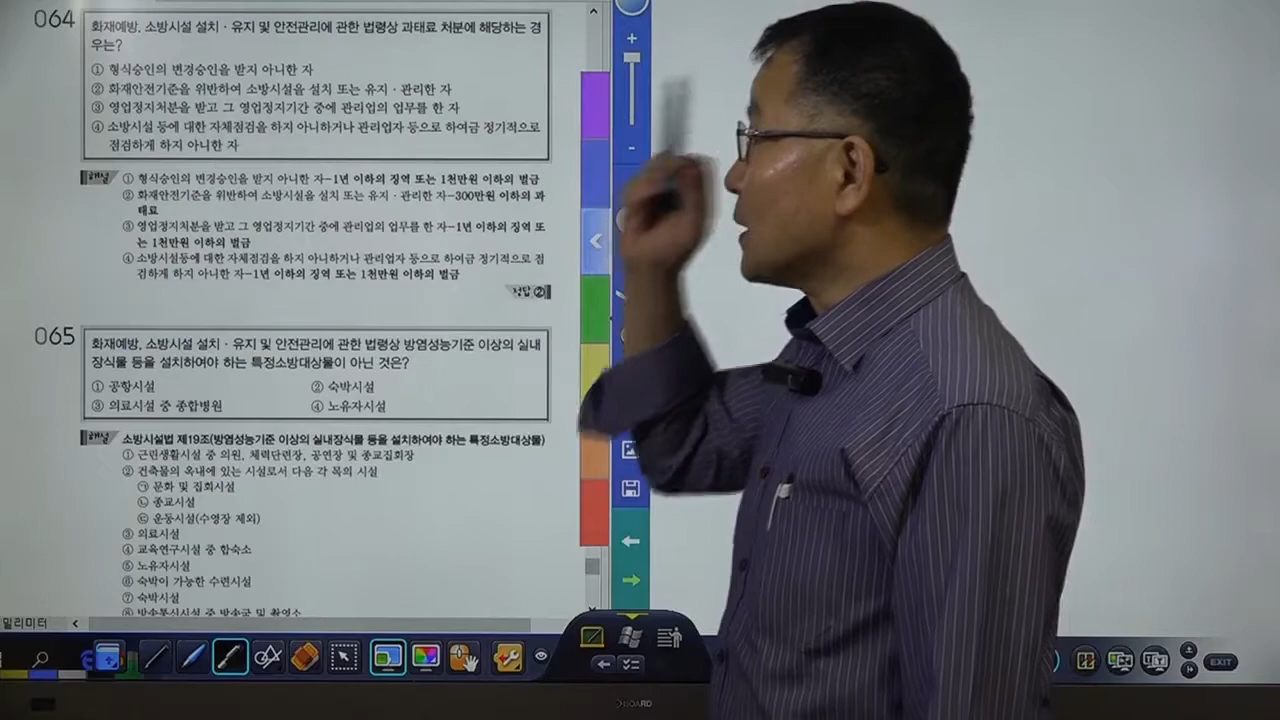 064
화재예방, 소방시설 설치 · 유지 및 안전관리에 관한 법령상 과태료 처분에 해당하는 경
우는?
① 형식승인의 변경승인을 받지 아니한 자
② 화재안전기준을 위반하여 소방시설을 설치 또는 유지 · 관리한 자
③ 영업정지처분을 받고 그 영업정지기간 중에 관리업의 업무를 한 자
④ 소방시설 등에 대한 자체점검을 하지 아니하거나 관리업자 등으로 하여금 정기적으로
점검하게 하지 아니한 자
해설 ① 형식승인의 변경승인을 받지 아니한 자–1년 이하의 징역 또는 1천만원 이하의 벌금
② 화재안전기준을 위반하여 소방시설을 설치 또는 유지 · 관리한 자–300만원 이하의 과
태료
③ 영업정지처분을 받고 그 영업정지기간 중에 관리업의 업무를 한 자–1년 이하의 징역 또
는 1천만원 이하의 벌금
④ 소방시설등에 대한 자체점검을 하지 아니하거나 관리업자 등으로 하여금 정기적으로 점
검하게 하지 아니한 자–1년 이하의 징역 또는 1천만원 이하의 벌금
정답 ②
065
화재예방, 소방시설 설치 · 유지 및 안전관리에 관한 법령상 방염성능기준 이상의 실내
장식물 등을 설치하여야 하는 특정소방대상물이 아닌 것은?
① 공항시설 ② 숙박시설
③ 의료시설 중 종합병원 ④ 노유자시설
해설 소방시설법 제19조(방염성능기준 이상의 실내장식물 등을 설치하여야 하는 특정소방대상물)
① 근린생활시설 중 의원, 체력단련장, 공연장 및 종교집회장
② 건축물의 옥내에 있는 시설로서 다음 각 목의 시설
㉠ 문화 및 집회시설
㉡ 종교시설
㉢ 운동시설(수영장 제외)
③ 의료시설
④ 교육연구시설 중 합숙소
⑤ 노유자시설
⑥ 숙박이 가능한 수련시설
⑦ 숙박시설
⑧ 방송통신시설 중 방송국 및 촬영소
밀리미터
EXIT